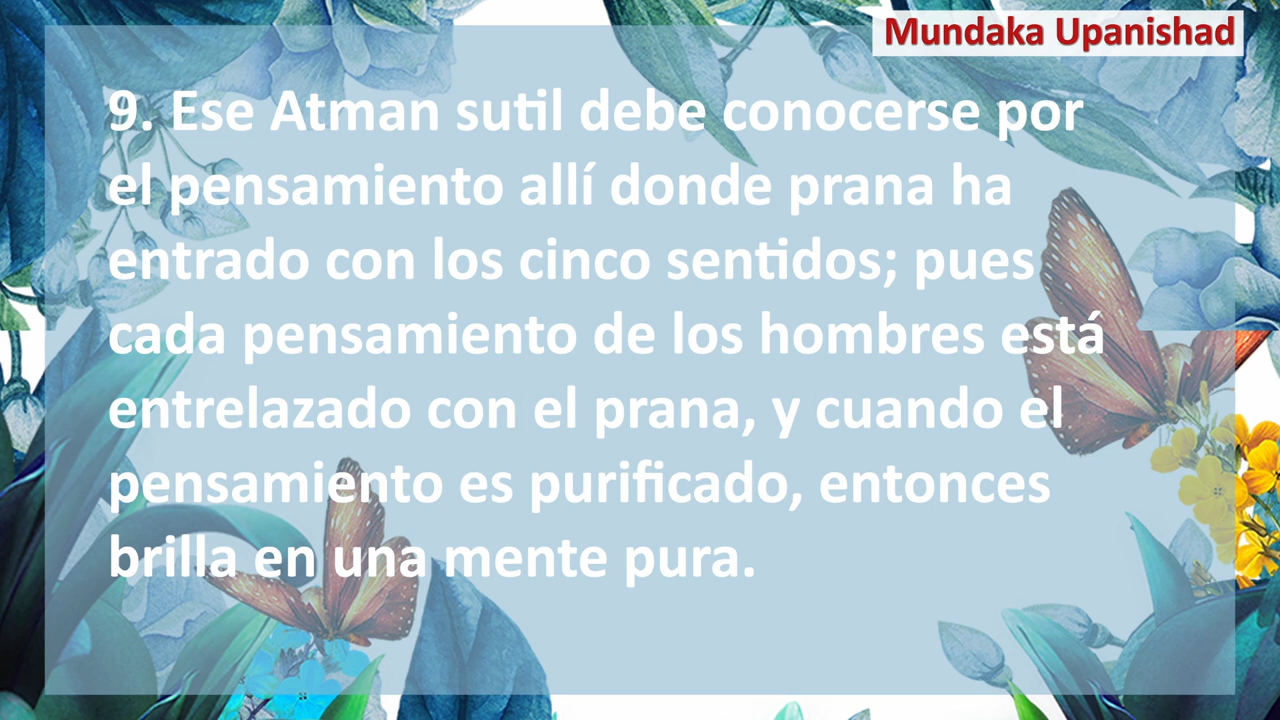 Mundaka Upanishad
9. Ese Atman sutil debe conocerse por
el pensamiento allí donde prana ha
entrado con los cinco sentidos; pues
cada pensamiento de los hombres está
entrelazado con el prana, y cuando el
pensamiento es purificado, entonces
brilla en una mente pura.